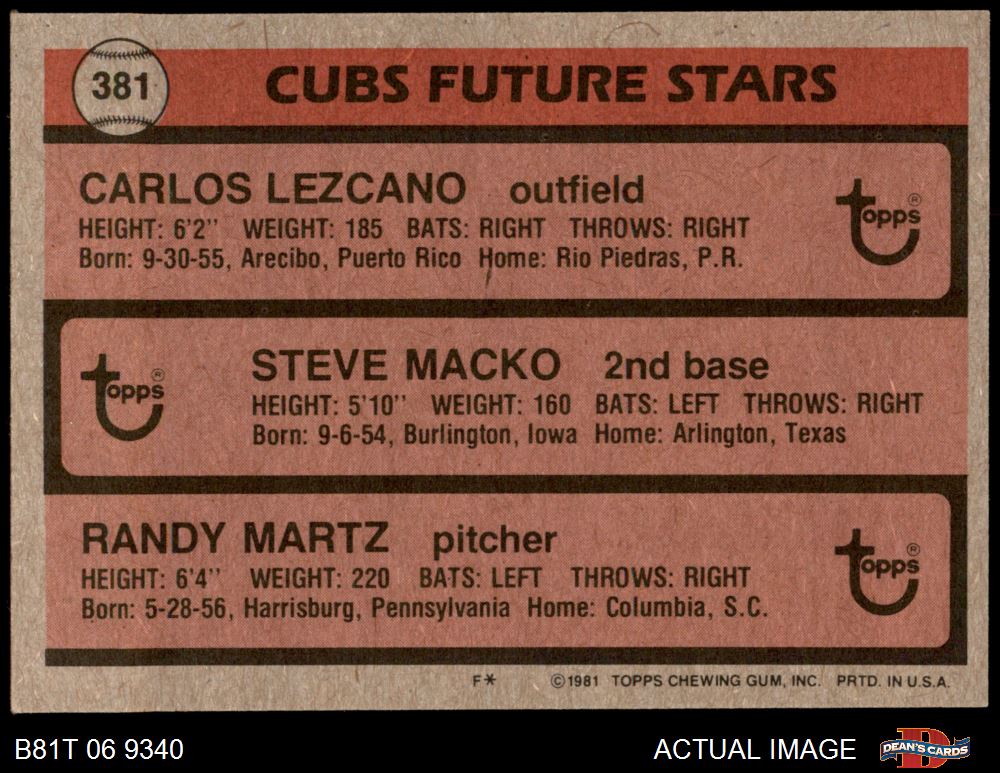 381
CUBS FUTURE STARS
CARLOS LEZCANO outfield
HEIGHT: 6'2'' WEIGHT: 185 BATS: RIGHT THROWS: RIGHT
Born: 9-30-55, Arecibo, Puerto Rico Home: Rio Piedras, P.R.
Topps ®
Topps ®
STEVE MACKO 2nd base
HEIGHT: 5'10'' WEIGHT: 160 BATS: LEFT THROWS: RIGHT
Born: 9-6-54, Burlington, Iowa Home: Arlington, Texas
RANDY MARTZ pitcher
HEIGHT: 6'4'' WEIGHT: 220 BATS: LEFT THROWS: RIGHT
Born: 5-28-56, Harrisburg, Pennsylvania Home: Columbia, S.C.
Topps ®
F* ©1981 TOPPS CHEWING GUM, INC. PRTD. IN U.S.A.
B81T 06 9340 ACTUAL IMAGE
D
DEAN'S CARDS